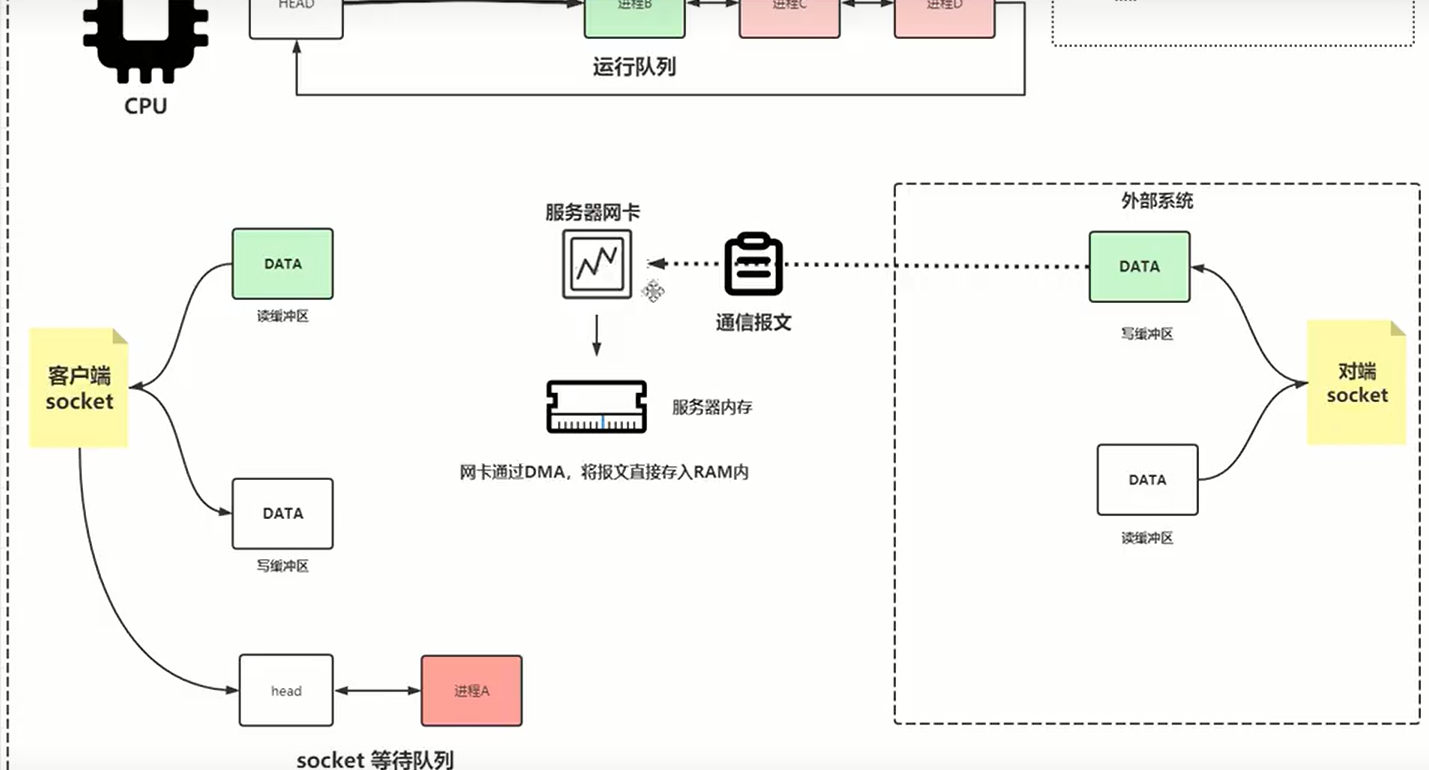 HEAD
进程B
进程C
进程D
运行队列
CPU
外部系统
服务器网卡
DATA
读缓冲区
通信报文
DATA
写缓冲区
客户端
socket
对端
socket
服务器内存
网卡通过DMA，将报文直接存入RAM内
DATA
写缓冲区
DATA
读缓冲区
head
进程A
socket 等待队列